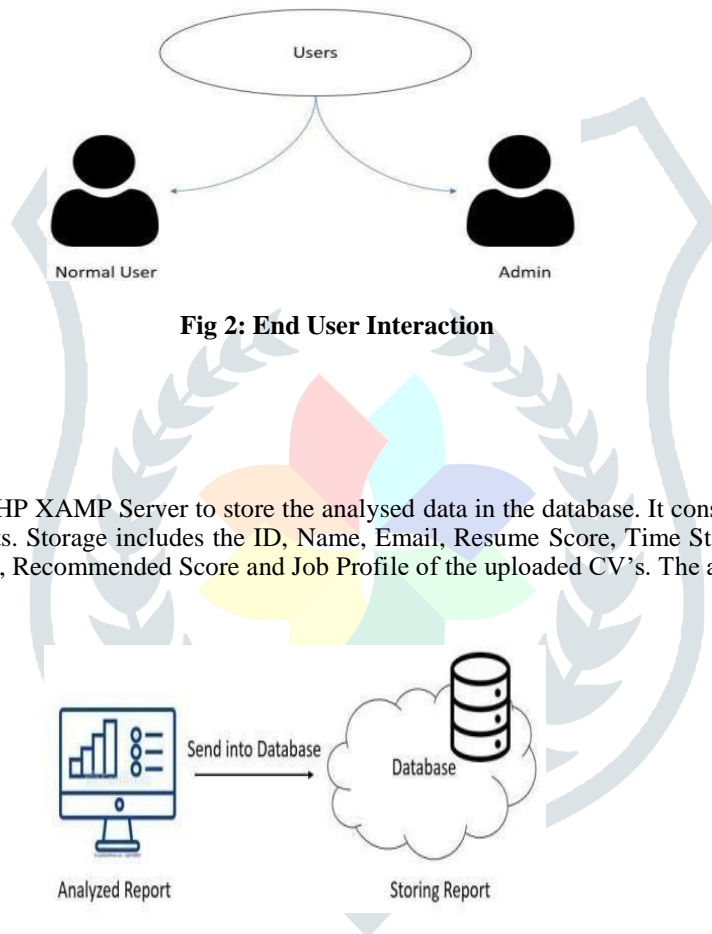 Users
Normal User
Admin
Fig 2: End User Interaction
HP XAMP Server to store the analysed data in the database. It cons
ts. Storage includes the ID, Name, Email, Resume Score, Time St
, Recommended Score and Job Profile of the uploaded CV’s. The a
Send into Database
Database
Analyzed Report
Storing Report